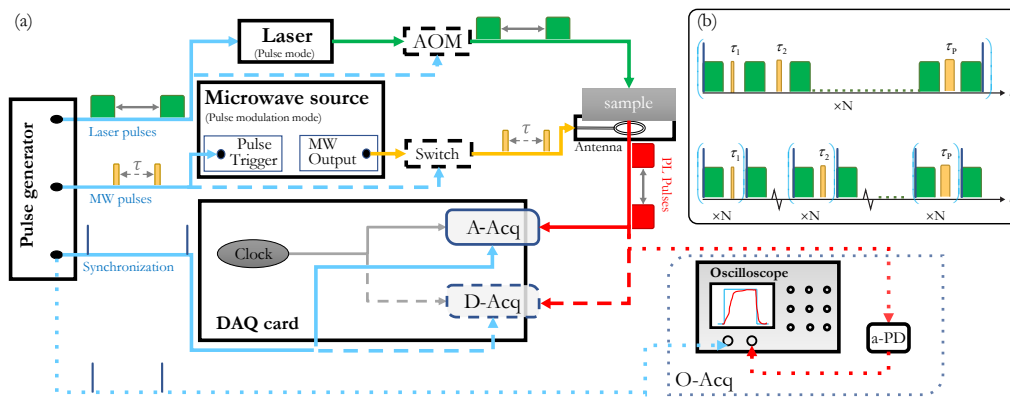 (a)
Pulse generator
Laser pulses
MW pulses
Synchronization
τ
Laser
(Pulse mode)
AOM
Microwave source
(Pulse modulation mode)
Pulse
Trigger
MW
Output
Switch
τ
sample
Antenna
PL Pulses
Clock
A-Acq
D-Acq
DAQ card
Oscilloscope
a-PD
O-Acq
(b)
τ1
τ2
τP
×N
τ1
τ2
τP
×N
×N
×N